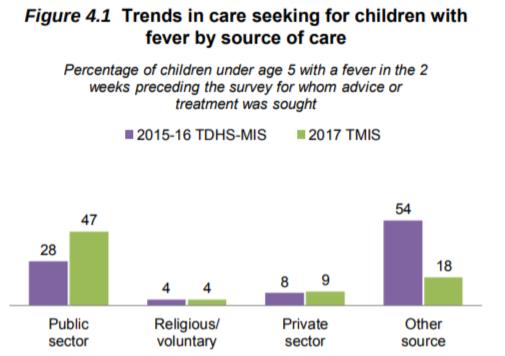 Figure 4.1 Trends in care seeking for children with
fever by source of care
Percentage of children under age 5 with a fever in the 2
weeks preceding the survey for whom advice or
treatment was sought
2015-16 TDHS-MIS 2017 TMIS
28 47 4 4 8 9 54 18
Public Religious/ Private Other
sector voluntary sector source